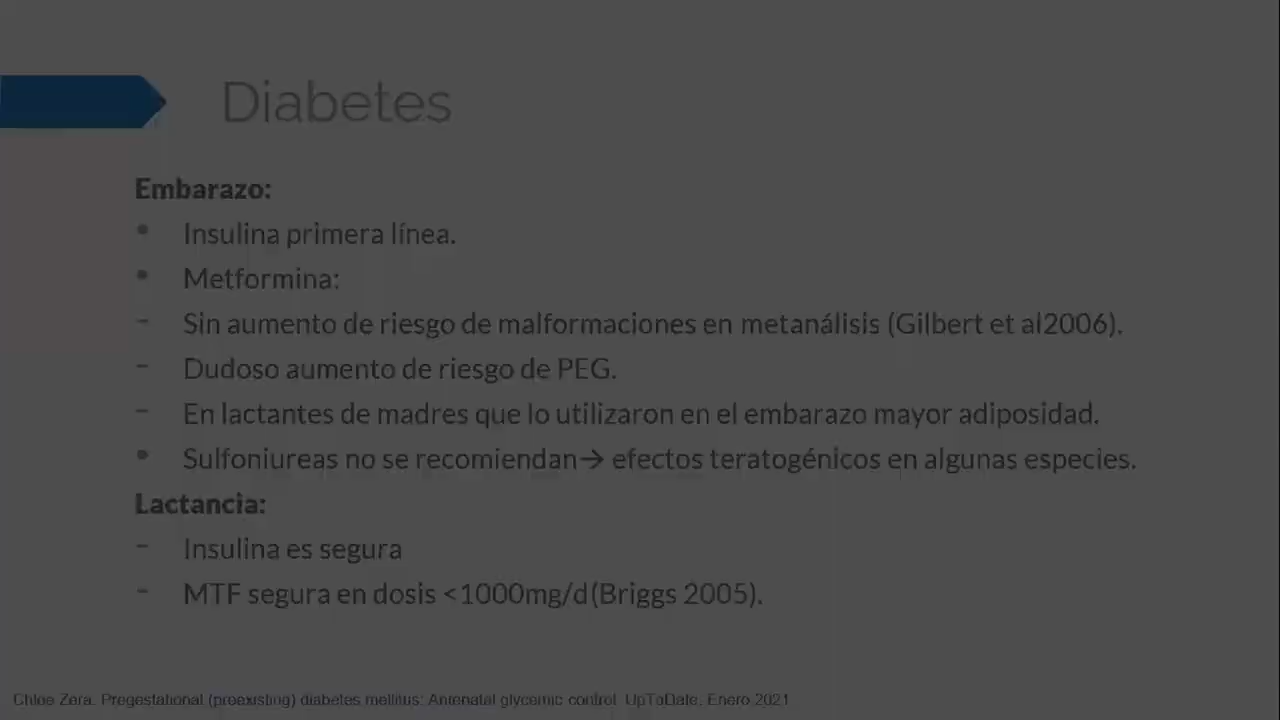 Diabetes
Embarazo:
• Insulina primera línea.
• Metformina:
- Sin aumento de riesgo de malformaciones en metanálisis (Gilbert et al2006).
- Dudoso aumento de riesgo de PEG.
- En lactantes de madres que lo utilizaron en el embarazo mayor adiposidad.
• Sulfoniureas no se recomiendan→ efectos teratogénicos en algunas especies.
Lactancia:
- Insulina es segura
- MTF segura en dosis <1000mg/d(Briggs 2005).
Chloe Zera. Pregestational (preexisting) diabetes mellitus: Antenatal glycemic control. UpToDate. Enero 2021